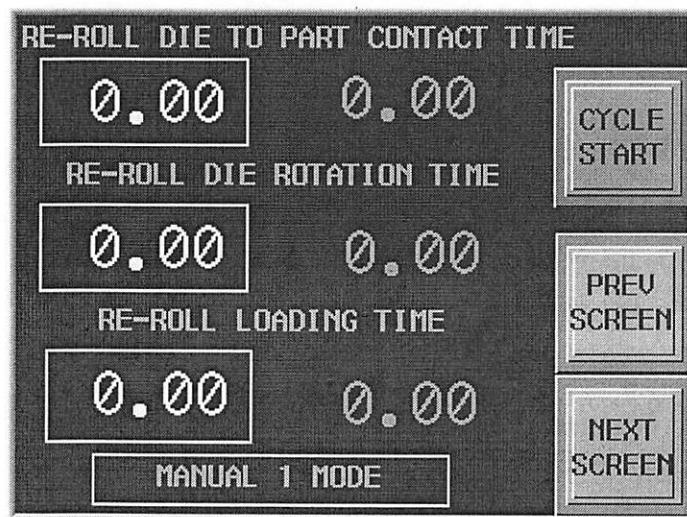 RE-ROLL DIE TO PART CONTACT TIME
0.00 0.00
CYCLE
START
RE-ROLL DIE ROTATION TIME
0.00 0.00
PREV
SCREEN
RE-ROLL LOADING TIME
0.00 0.00
NEXT
SCREEN
MANUAL 1 MODE